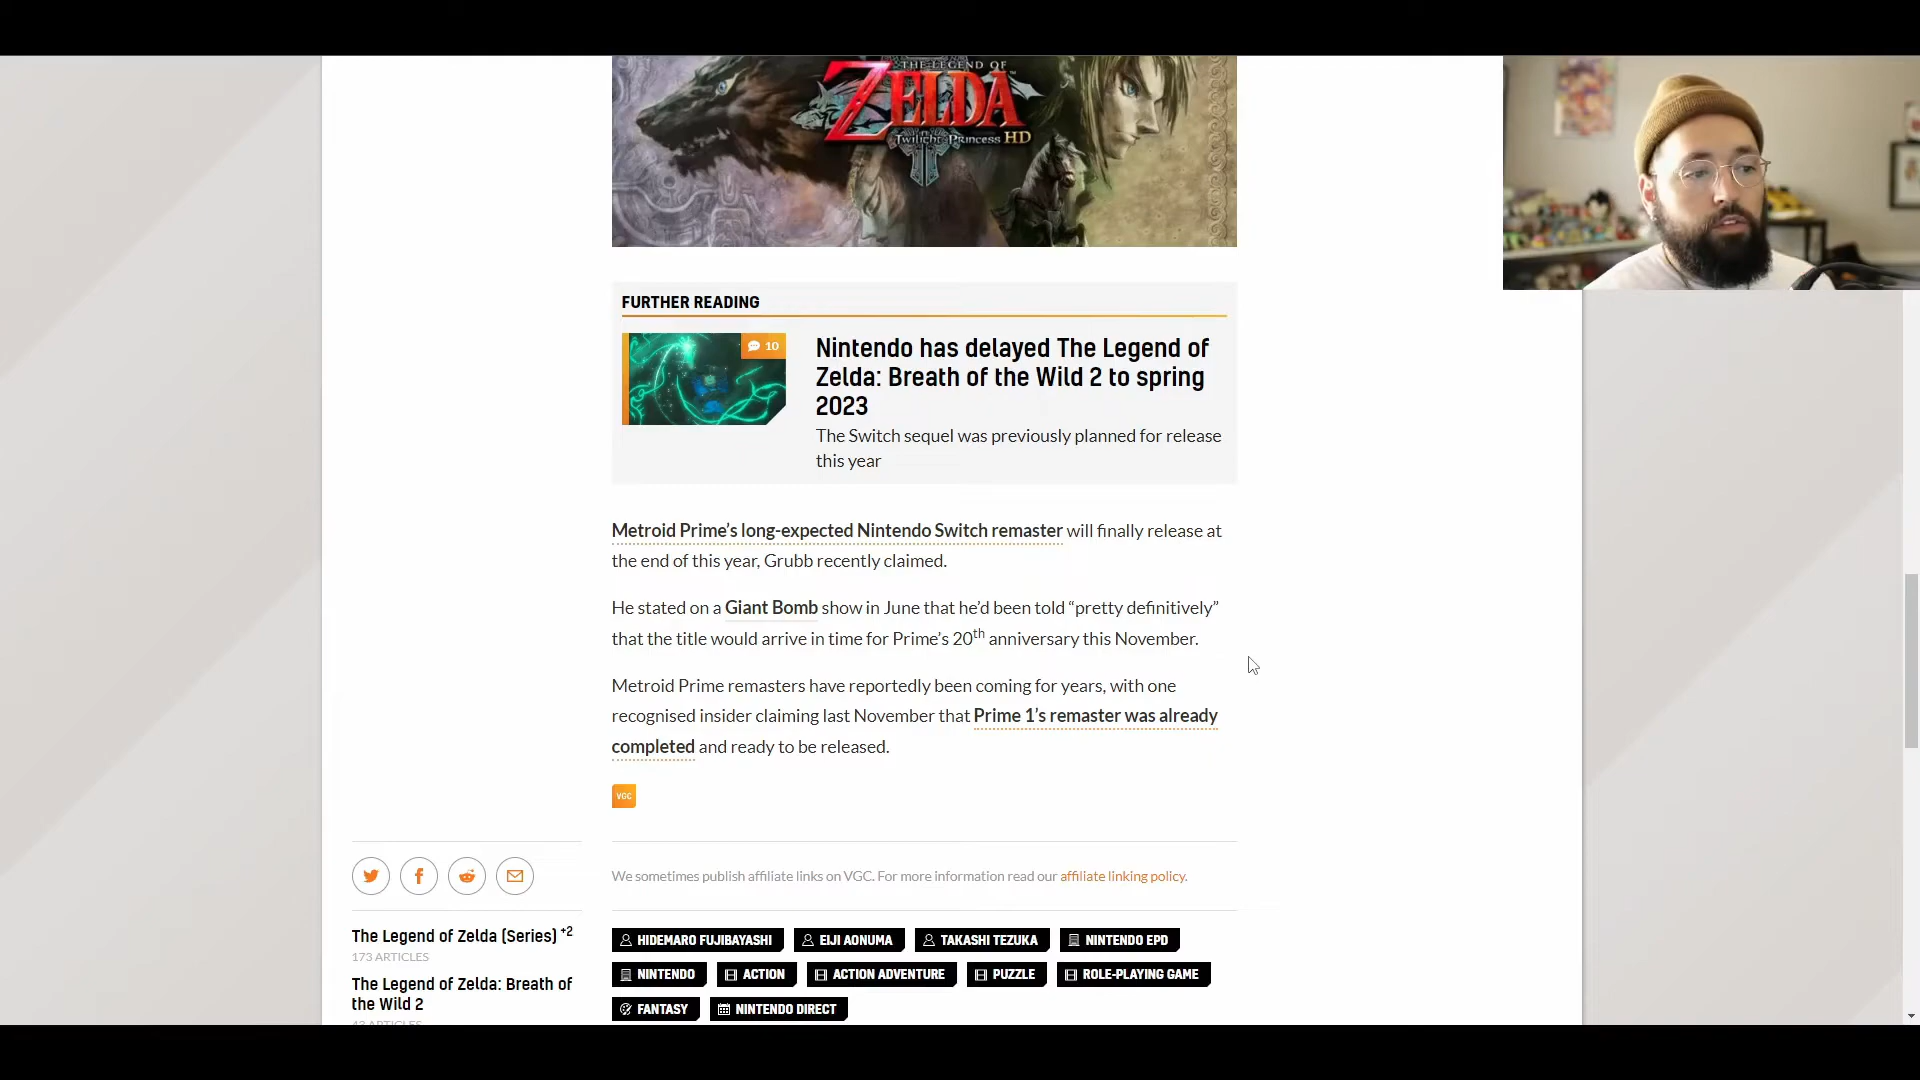 THE LEGEND OF
ZELDA
Twilight Princess HD
FURTHER READING
10
Nintendo has delayed The Legend of
Zelda: Breath of the Wild 2 to spring
2023
The Switch sequel was previously planned for release
this year
Metroid Prime’s long-expected Nintendo Switch remaster will finally release at
the end of this year, Grubb recently claimed.
He stated on a Giant Bomb show in June that he’d been told “pretty definitively”
that the title would arrive in time for Prime’s 20th anniversary this November.
Metroid Prime remasters have reportedly been coming for years, with one
recognised insider claiming last November that Prime 1’s remaster was already
completed and ready to be released.
VGC
We sometimes publish affiliate links on VGC. For more information read our affiliate linking policy.
The Legend of Zelda (Series) +2
173 ARTICLES
The Legend of Zelda: Breath of
the Wild 2
43 ARTICLES
HIDEMARO FUJIBAYASHI EIJI AONUMA TAKASHI TEZUKA NINTENDO EPD
NINTENDO ACTION ACTION ADVENTURE PUZZLE ROLE-PLAYING GAME
FANTASY NINTENDO DIRECT